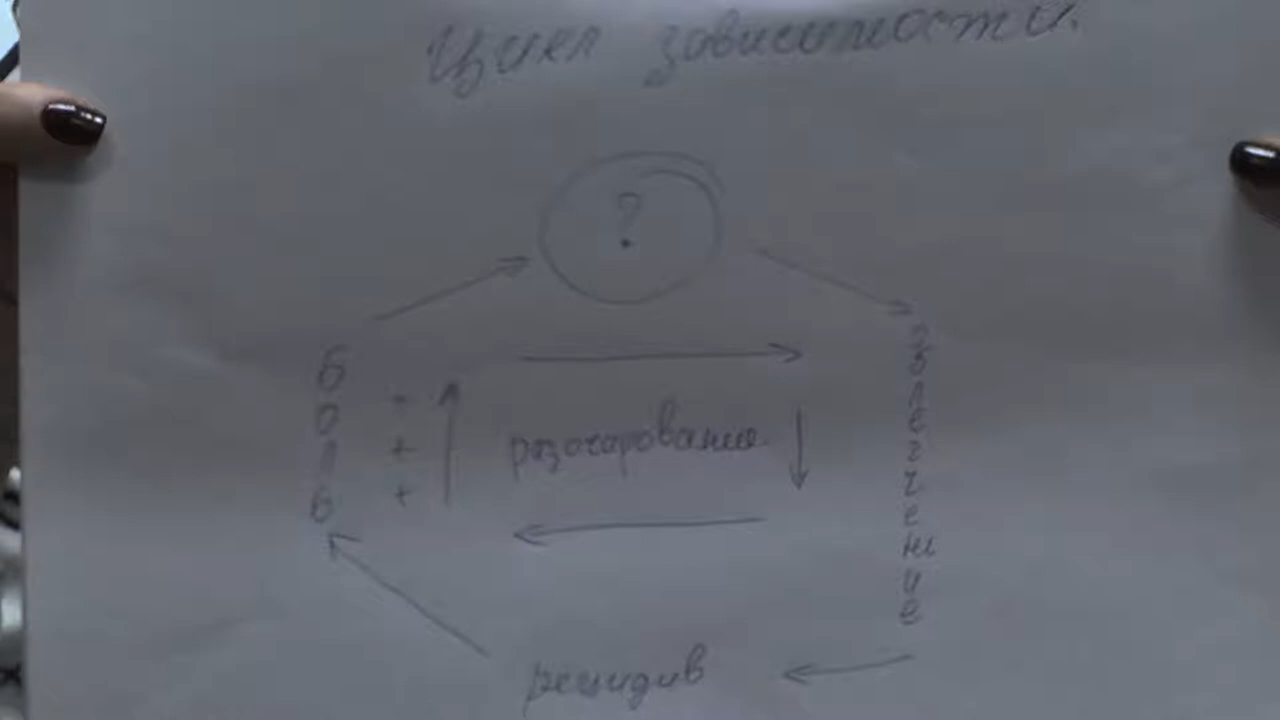 Цикл зависимости.
?
боль
+
+
+
разочарование
облегчение
рецидив